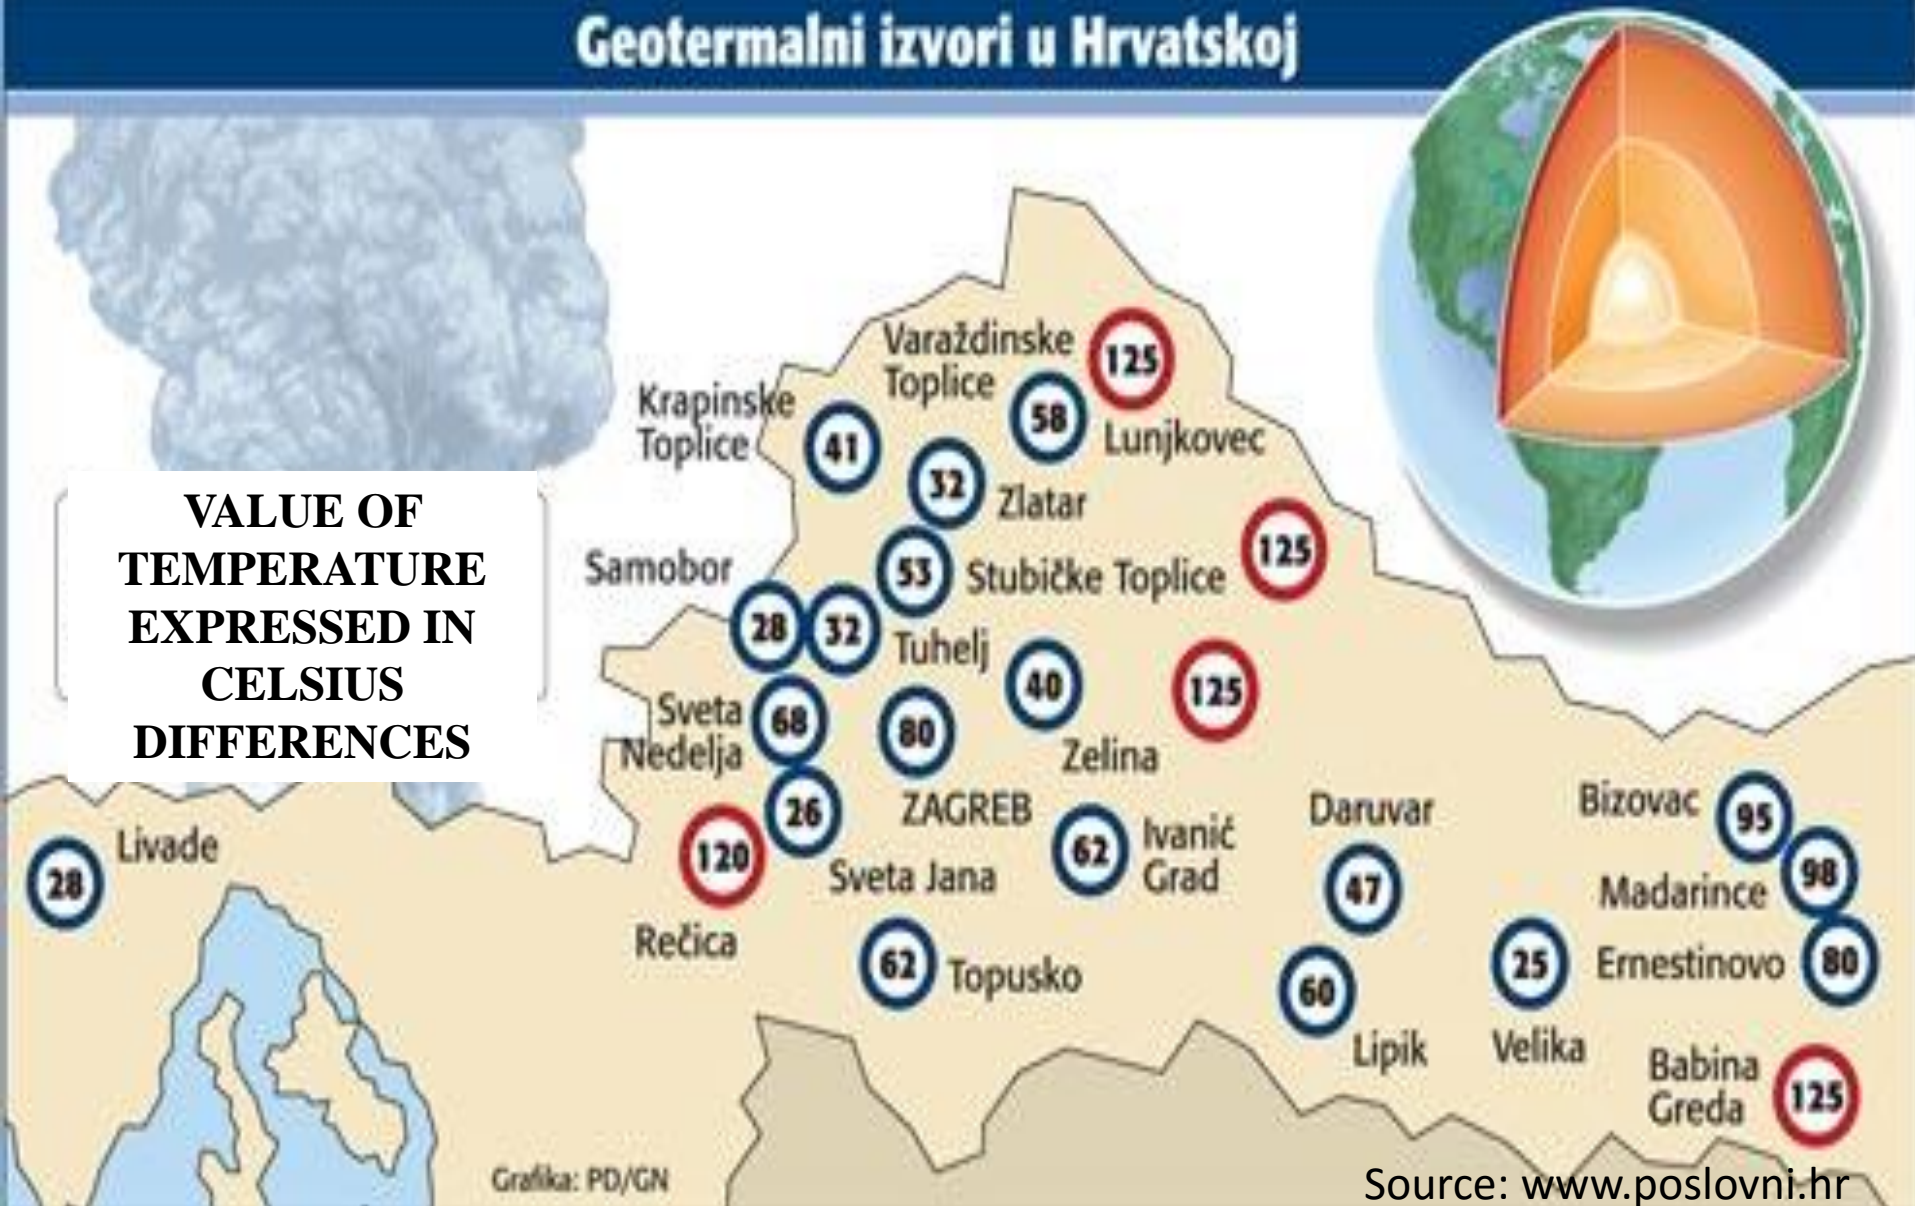 Geotermalni izvori u Hrvatskoj
VALUE OF
TEMPERATURE
EXPRESSED IN
CELSIUS
DIFFERENCES
Varaždinske
Toplice
58
125
Lunjkovec
Krapinske
Toplice
41
32
Zlatar
53
Stubičke Toplice
125
Samobor
28
32
Tuhelj
40
Zelina
125
Sveta
Nedelja
68
80
ZAGREB
26
Sveta Jana
120
Rečica
62
Ivanić
Grad
62
Topusko
Daruvar
47
60
Lipik
25
Velika
Bizovac
95
Madarince
98
Ernestinovo
80
Babina
Greda
125
Livade
28
Grafika: PD/GN
Source: www.poslovni.hr